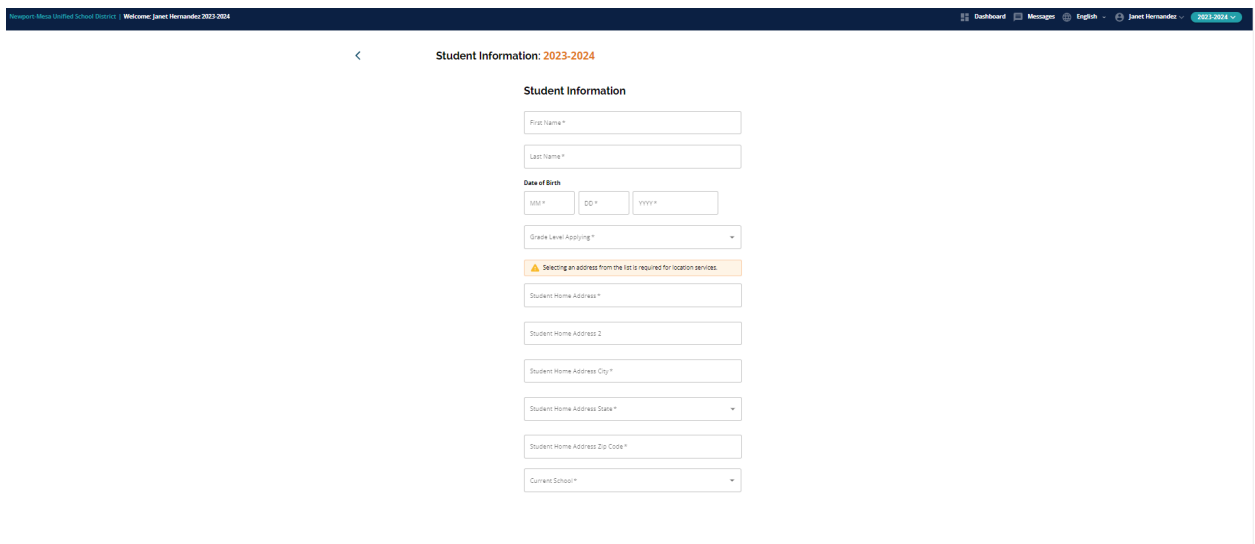 Newport-Mesa Unified School District | Welcome: Janet Hernandez 2023-2024 Dashboard Messages English Janet Hernandez 2023-2024
Student Information: 2023-2024
Student Information
First Name *
Last Name *
Date of Birth
MM * DD * YYYY *
Grade Level Applying *
Selecting an address from the list is required for location services.
Student Home Address *
Student Home Address 2
Student Home Address City *
Student Home Address State *
Student Home Address Zip Code *
Current School *